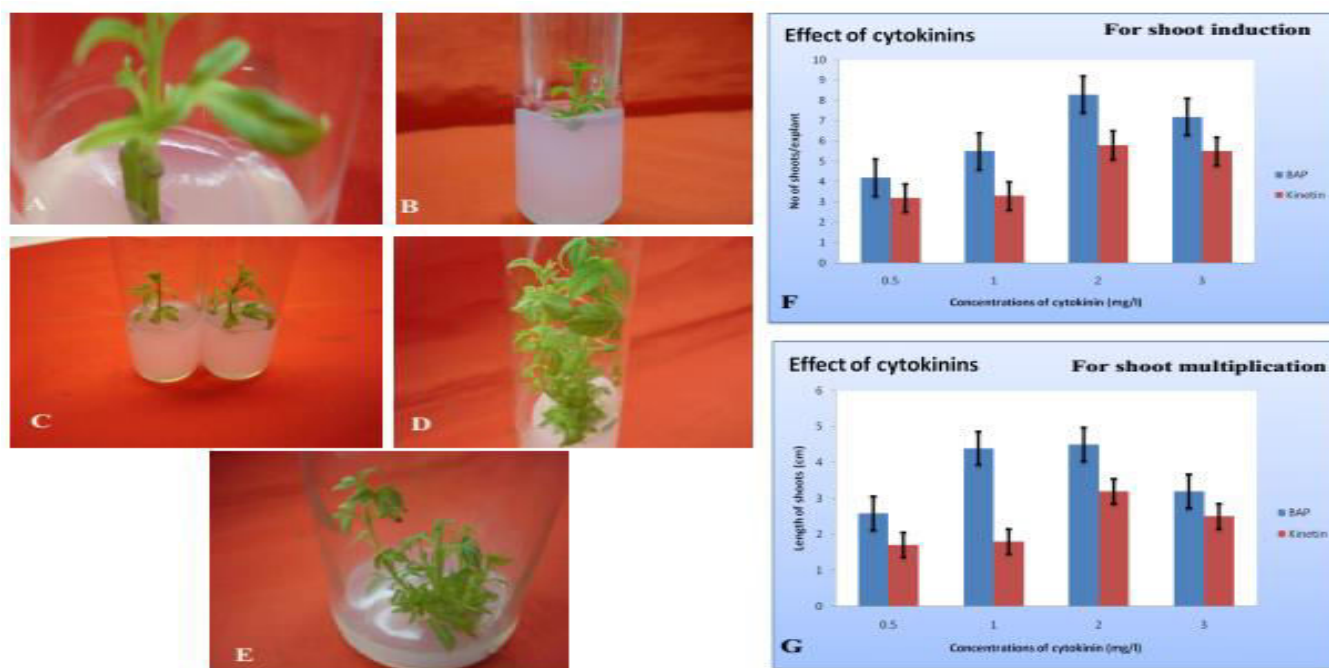 A
B
C
D
E
Effect of cytokinins
For shoot induction
No of shoots/explant
10
9
8
7
6
5
4
3
2
1
0
0.5
1
2
3
Concentrations of cytokinin (mg/l)
BAP
Kinetin
F
Effect of cytokinins
For shoot multiplication
Length of shoots (cm)
6
5
4
3
2
1
0
0.5
1
2
3
Concentrations of cytokinin (mg/l)
BAP
Kinetin
G